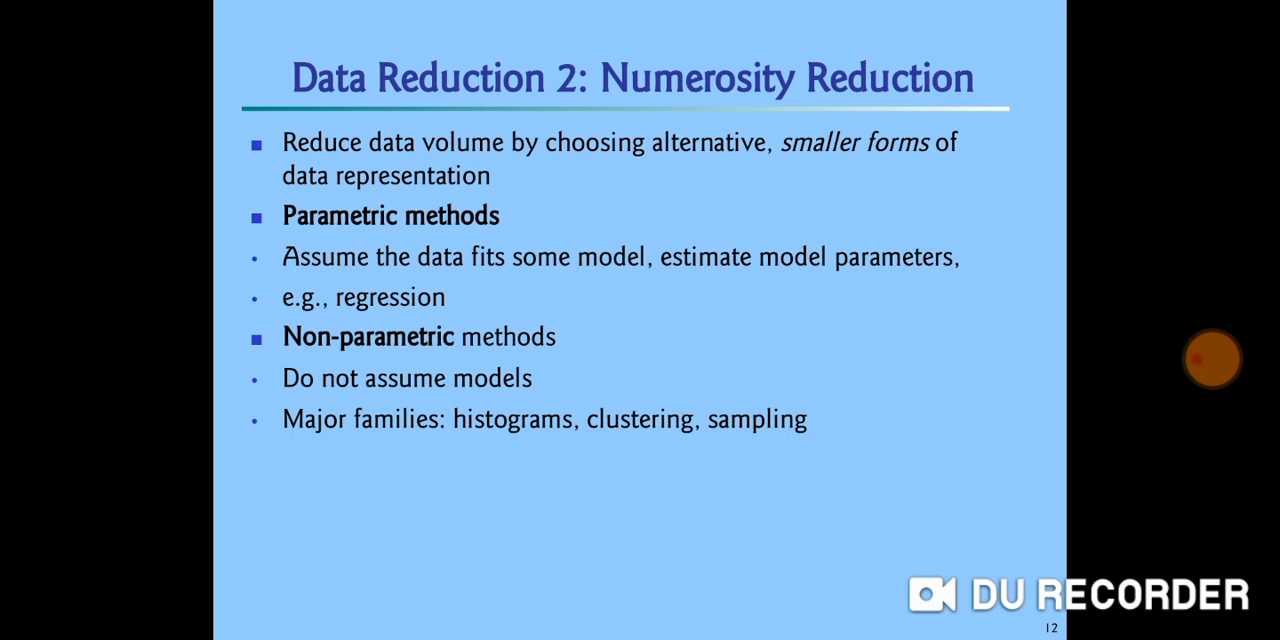 Data Reduction 2: Numerosity Reduction
Reduce data volume by choosing alternative, smaller forms of
data representation
Parametric methods
Assume the data fits some model, estimate model parameters,
e.g., regression
Non-parametric methods
Do not assume models
Major families: histograms, clustering, sampling
DU RECORDER
12